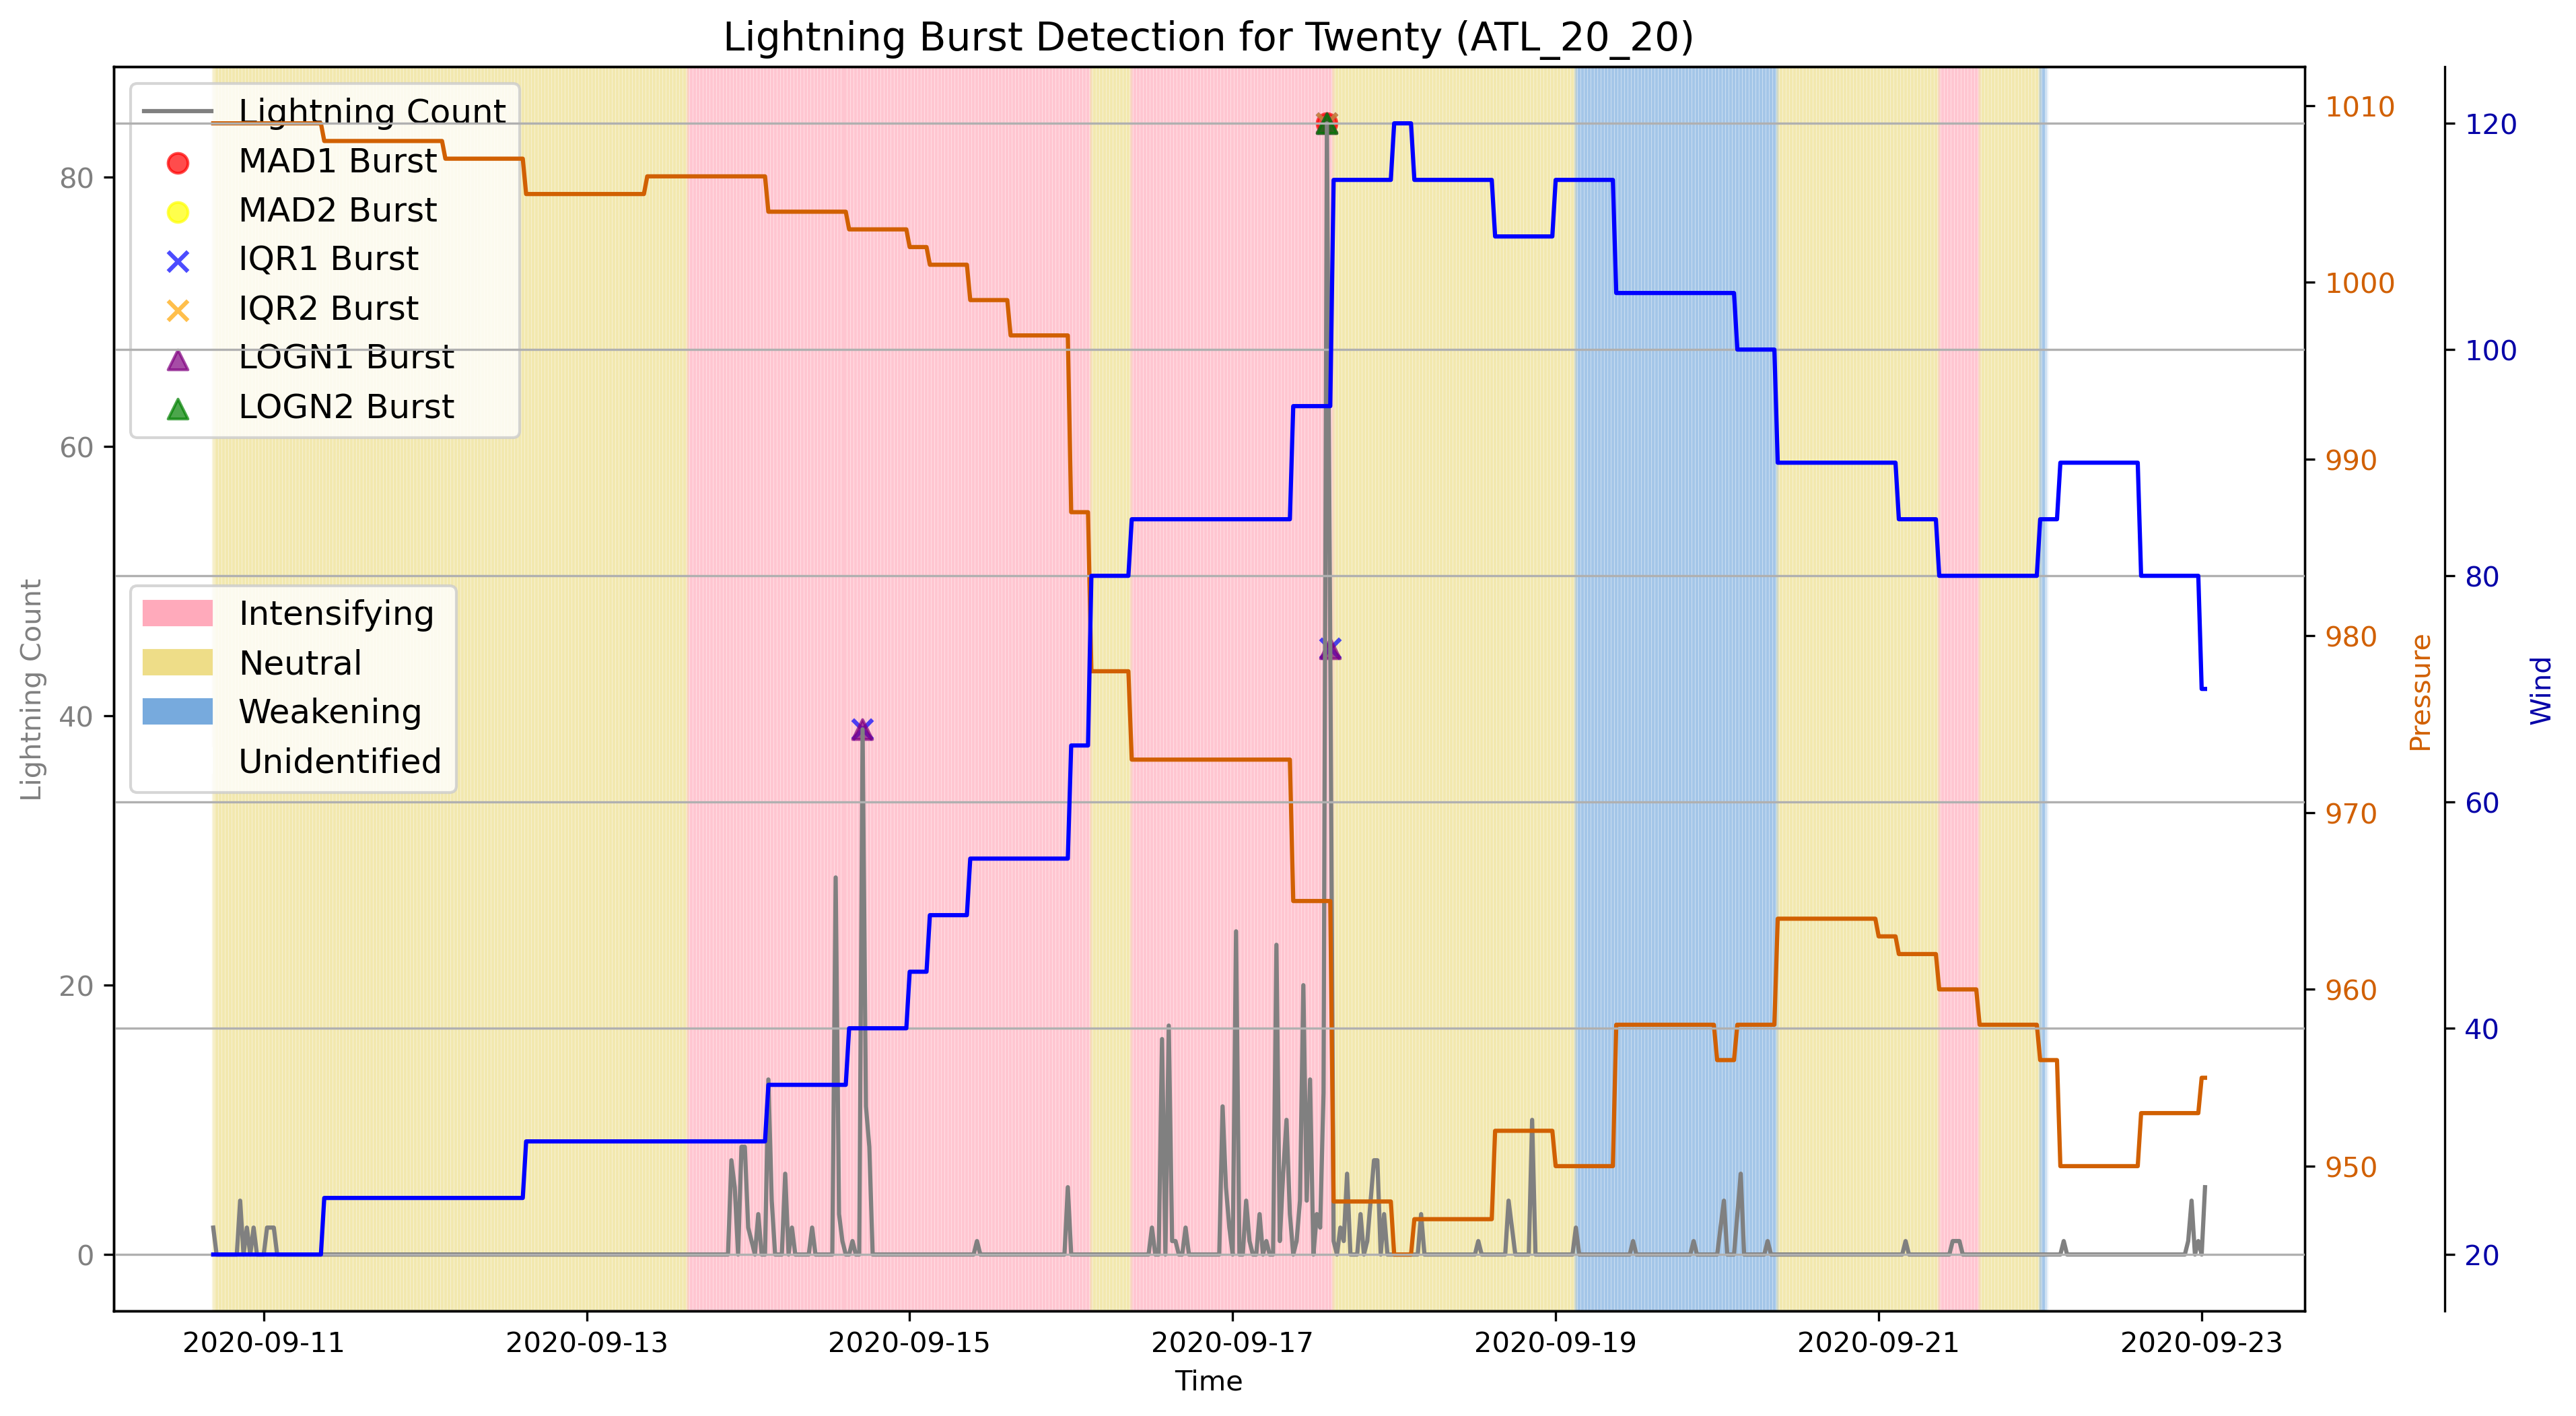 Lightning Burst Detection for Twenty (ATL_20_20)
Lightning Count
MAD1 Burst
MAD2 Burst
IQR1 Burst
IQR2 Burst
LOGN1 Burst
LOGN2 Burst
Intensifying
Neutral
Weakening
Unidentified
Lightning Count
80
60
40
20
0
1010
1000
990
980
970
960
950
Pressure
120
100
80
60
40
20
Wind
2020-09-11 2020-09-13 2020-09-15 2020-09-17 2020-09-19 2020-09-21 2020-09-23
Time